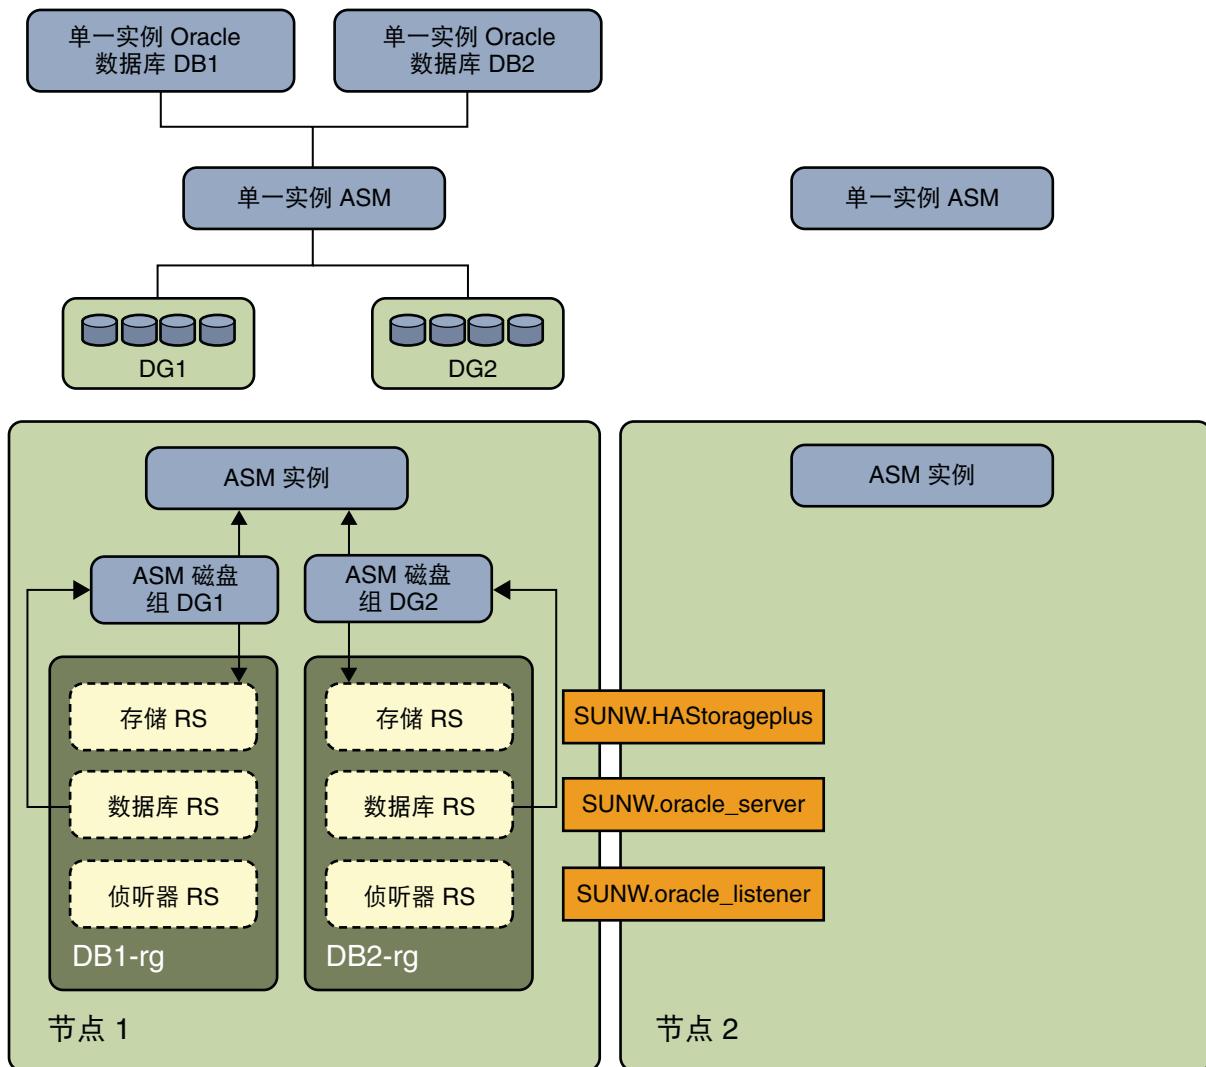 单一实例 Oracle
数据库 DB1
单一实例 Oracle
数据库 DB2
单一实例 ASM
单一实例 ASM
DG1
DG2
ASM 实例
ASM 实例
ASM 磁盘
组 DG1
ASM 磁盘
组 DG2
存储 RS
存储 RS
SUNW.HAStorageplus
数据库 RS
数据库 RS
SUNW.oracle_server
侦听器 RS
侦听器 RS
SUNW.oracle_listener
DB1-rg
DB2-rg
节点 1
节点 2